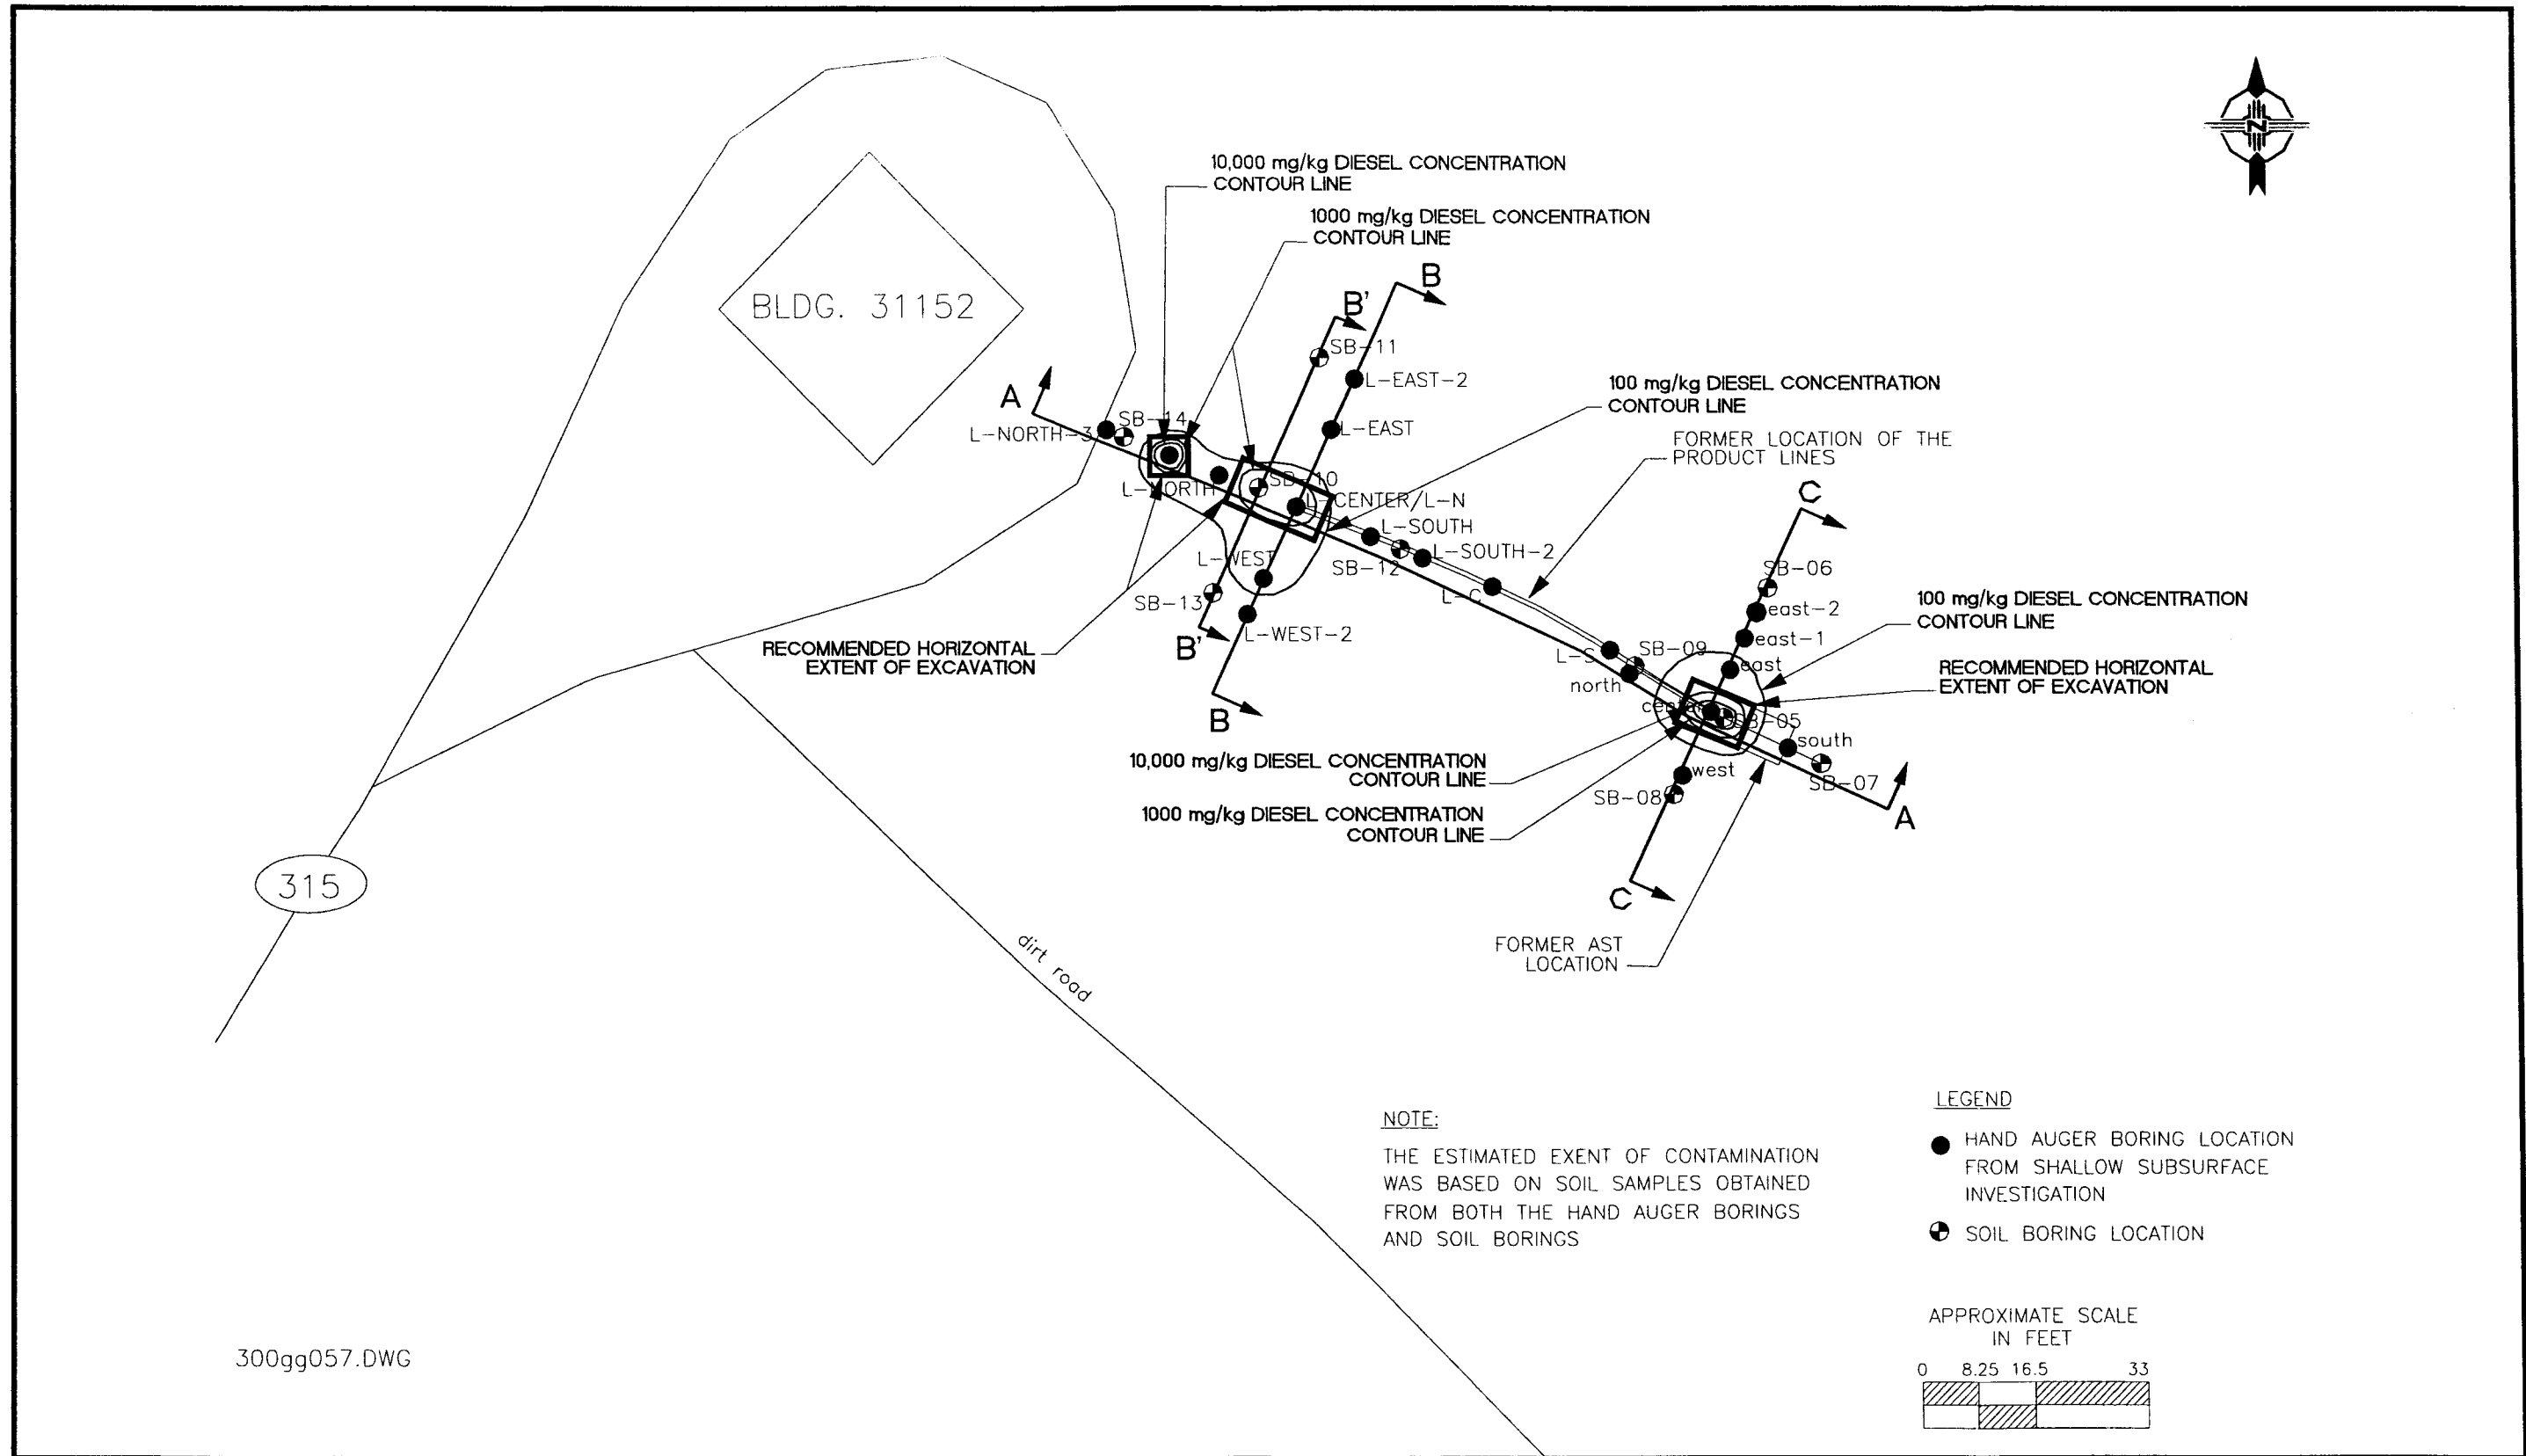 10,000 mg/kg DIESEL CONCENTRATION
CONTOUR LINE
1000 mg/kg DIESEL CONCENTRATION
CONTOUR LINE
N
BLDG. 31152
B
B'
SB-11
L-EAST-2
L-EAST
A
SB-14
L-NORTH-3
100 mg/kg DIESEL CONCENTRATION
CONTOUR LINE
FORMER LOCATION OF THE
PRODUCT LINES
L-NORTH
SB-10
L-CENTER/L-N
L-SOUTH
L-SOUTH-2
SB-12
L-C
L-WEST
SB-13
L-WEST-2
B'
B
RECOMMENDED HORIZONTAL
EXTENT OF EXCAVATION
C
SB-06
east-2
east-1
east
100 mg/kg DIESEL CONCENTRATION
CONTOUR LINE
L-S
SB-09
north
RECOMMENDED HORIZONTAL
EXTENT OF EXCAVATION
center
SB-05
south
SB-07
west
SB-08
A
10,000 mg/kg DIESEL CONCENTRATION
CONTOUR LINE
1000 mg/kg DIESEL CONCENTRATION
CONTOUR LINE
C
FORMER AST
LOCATION
315
dirt road
NOTE:
THE ESTIMATED EXENT OF CONTAMINATION
WAS BASED ON SOIL SAMPLES OBTAINED
FROM BOTH THE HAND AUGER BORINGS
AND SOIL BORINGS
LEGEND
HAND AUGER BORING LOCATION
FROM SHALLOW SUBSURFACE
INVESTIGATION
SOIL BORING LOCATION
APPROXIMATE SCALE
IN FEET
0 8.25 16.5 33
300gg057.DWG